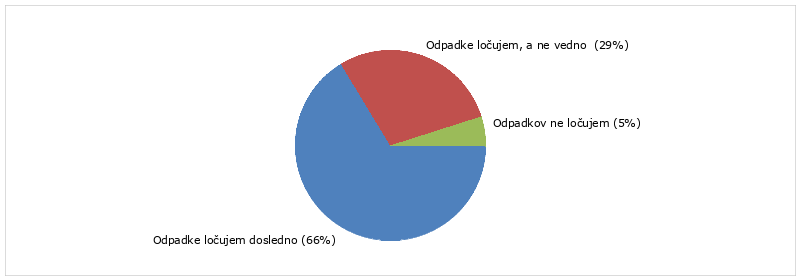 Odpadke ločujem, a ne vedno  (29%)
Odpadkov ne ločujem (5%)
Odpadke ločujem dosledno (66%)